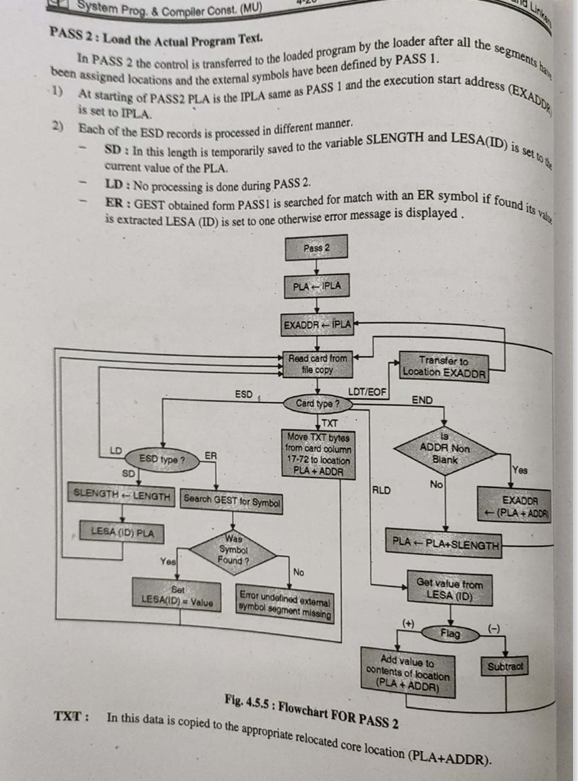 System Prog. & Compiler Const. (MU)
PASS 2 : Load the Actual Program Text.
In PASS 2 the control is transferred to the loaded program by the loader after all the segments have
been assigned locations and the external symbols have been defined by PASS 1.
1) At starting of PASS2 PLA is the IPLA same as PASS 1 and the execution start address (EXADDR)
is set to IPLA.
2) Each of the ESD records is processed in different manner.
– SD : In this length is temporarily saved to the variable SLENGTH and LESA(ID) is set to the
current value of the PLA.
– LD : No processing is done during PASS 2.
– ER : GEST obtained form PASS1 is searched for match with an ER symbol if found its value
is extracted LESA (ID) is set to one otherwise error message is displayed .
Pass 2
PLA ← IPLA
EXADDR ← IPLA
Read card from
file copy
Transfer to
Location EXADDR
ESD
Card type ?
LDT/EOF
END
TXT
Move TXT bytes
from card column
17-72 to location
PLA + ADDR
Is
ADDR Non
Blank
Yes
No
EXADDR
← (PLA + ADDR)
RLD
LD
ESD type ?
ER
SD
SLENGTH ← LENGTH
Search GEST for Symbol
LESA (ID) PLA
Was
Symbol
Found ?
Yes
No
Set
LESA(ID) = Value
Error undefined external
symbol segment missing
PLA ← PLA+SLENGTH
Get value from
LESA (ID)
(+)
Flag
(–)
Add value to
contents of location
(PLA + ADDR)
Subtract
Fig. 4.5.5 : Flowchart FOR PASS 2
TXT : In this data is copied to the appropriate relocated core location (PLA+ADDR).